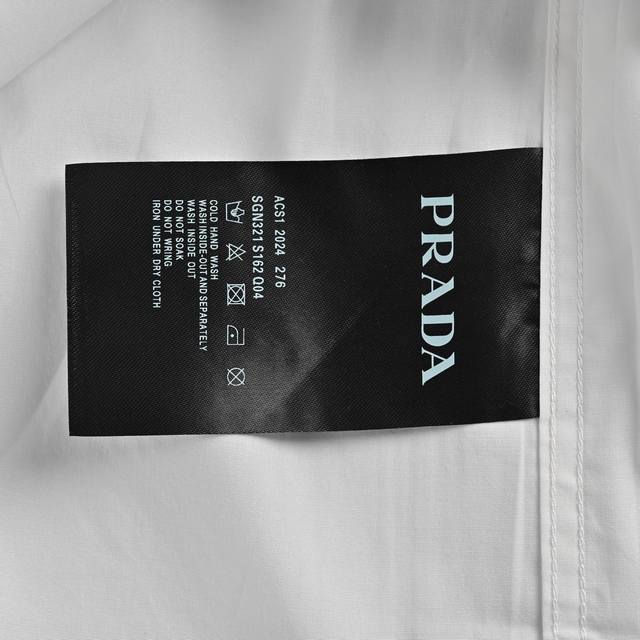 PRADA
ACS1 2024 276
SGN321 S162 Q04
COLD HAND WASH
WASH INSIDE-OUT AND SEPARATELY
WASH INSIDE OUT
DO NOT SOAK
DO NOT WRING
IRON UNDER DRY CLOTH